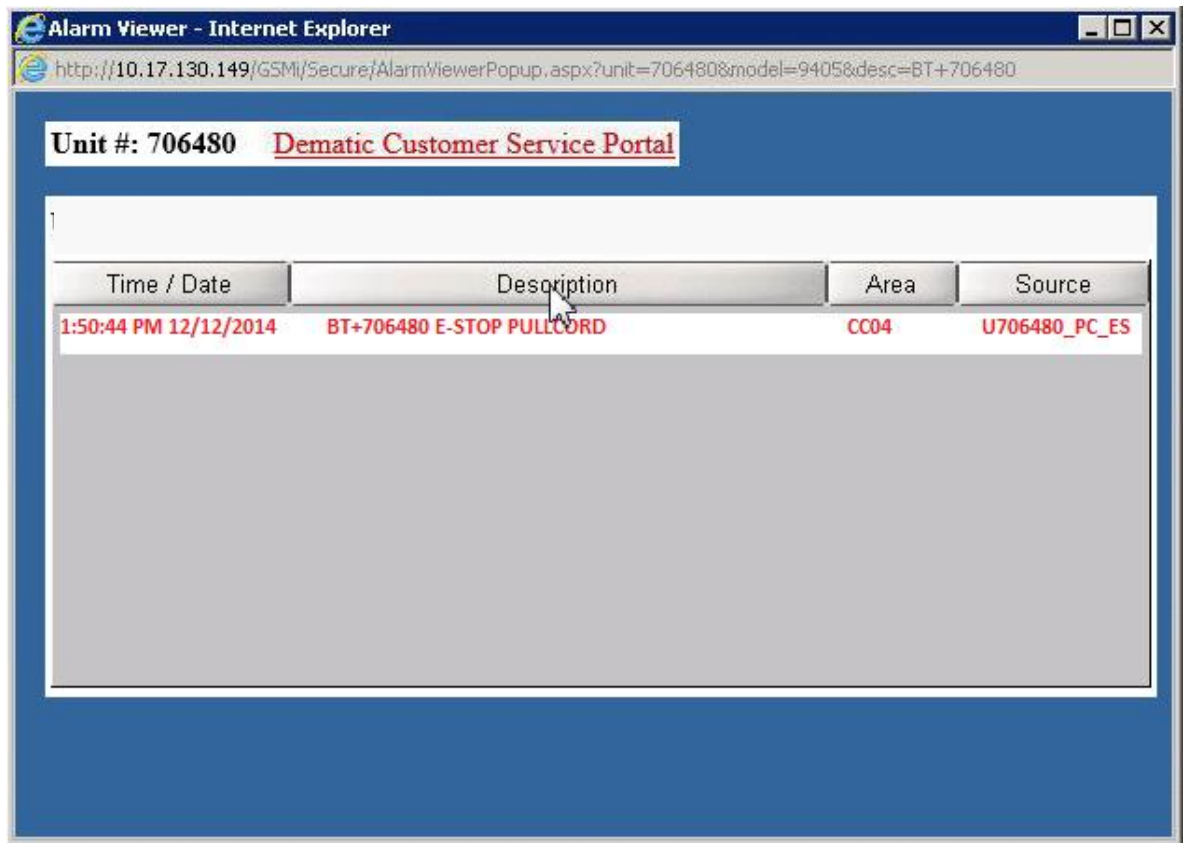 Alarm Viewer - Internet Explorer
http://10.17.130.149/GSMi/Secure/AlarmViewerPopup.aspx?unit=706480&model=9405&desc=BT+706480
Unit #: 706480 Dematic Customer Service Portal
Time / Date Description Area Source
1:50:44 PM 12/12/2014 BT+706480 E-STOP PULLCORD CC04 U706480_PC_ES